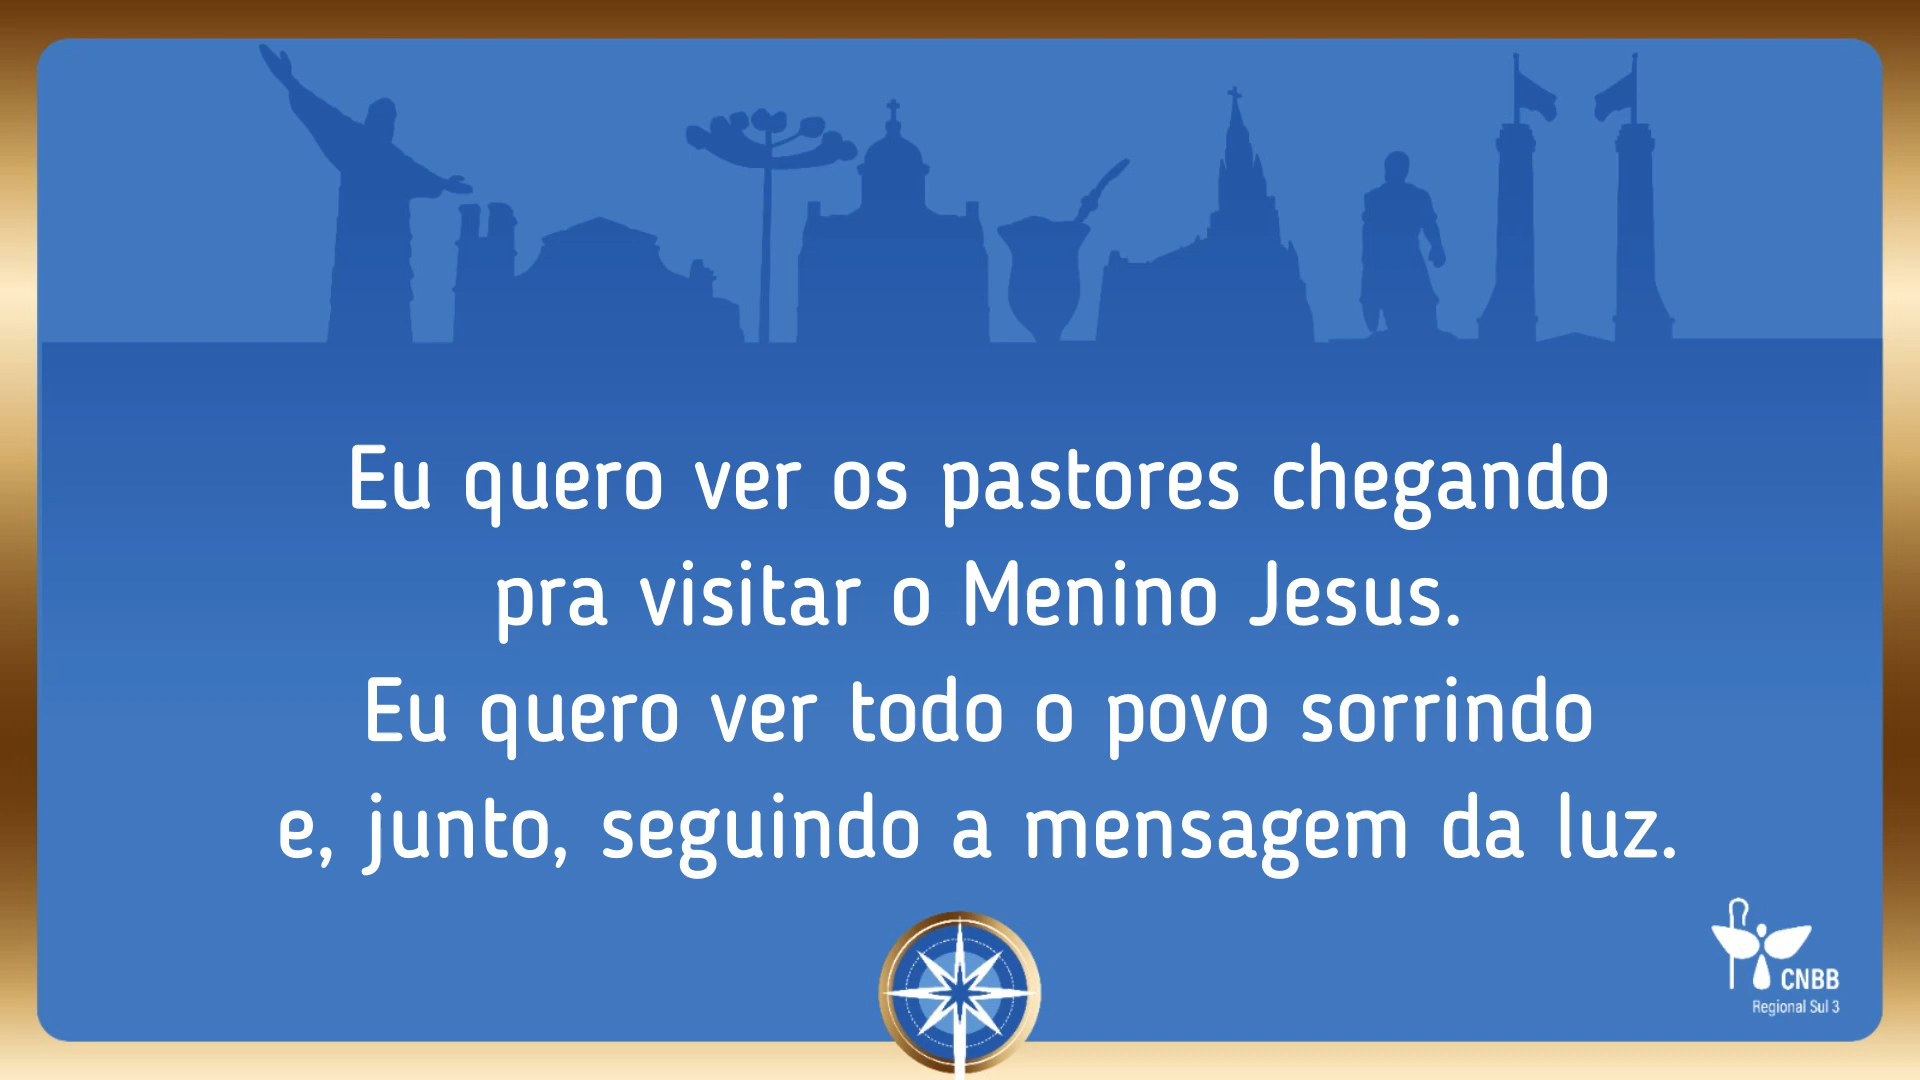 Eu quero ver os pastores chegando
pra visitar o Menino Jesus.
Eu quero ver todo o povo sorrindo
e, junto, seguindo a mensagem da luz.
CNBB
Regional Sul 3